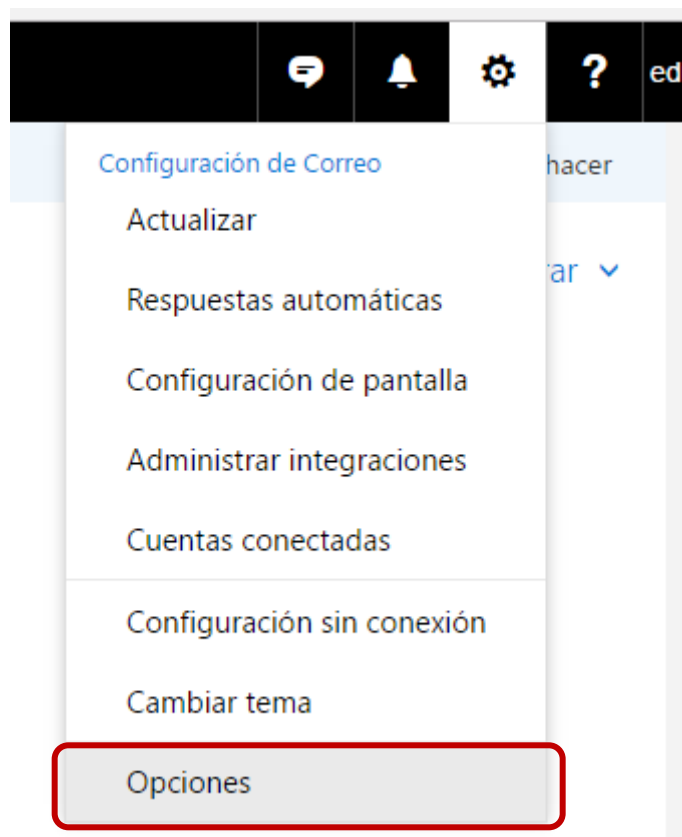 ?
ed
Configuración de Correo
hacer
Actualizar
ar
Respuestas automáticas
Configuración de pantalla
Administrar integraciones
Cuentas conectadas
Configuración sin conexión
Cambiar tema
Opciones